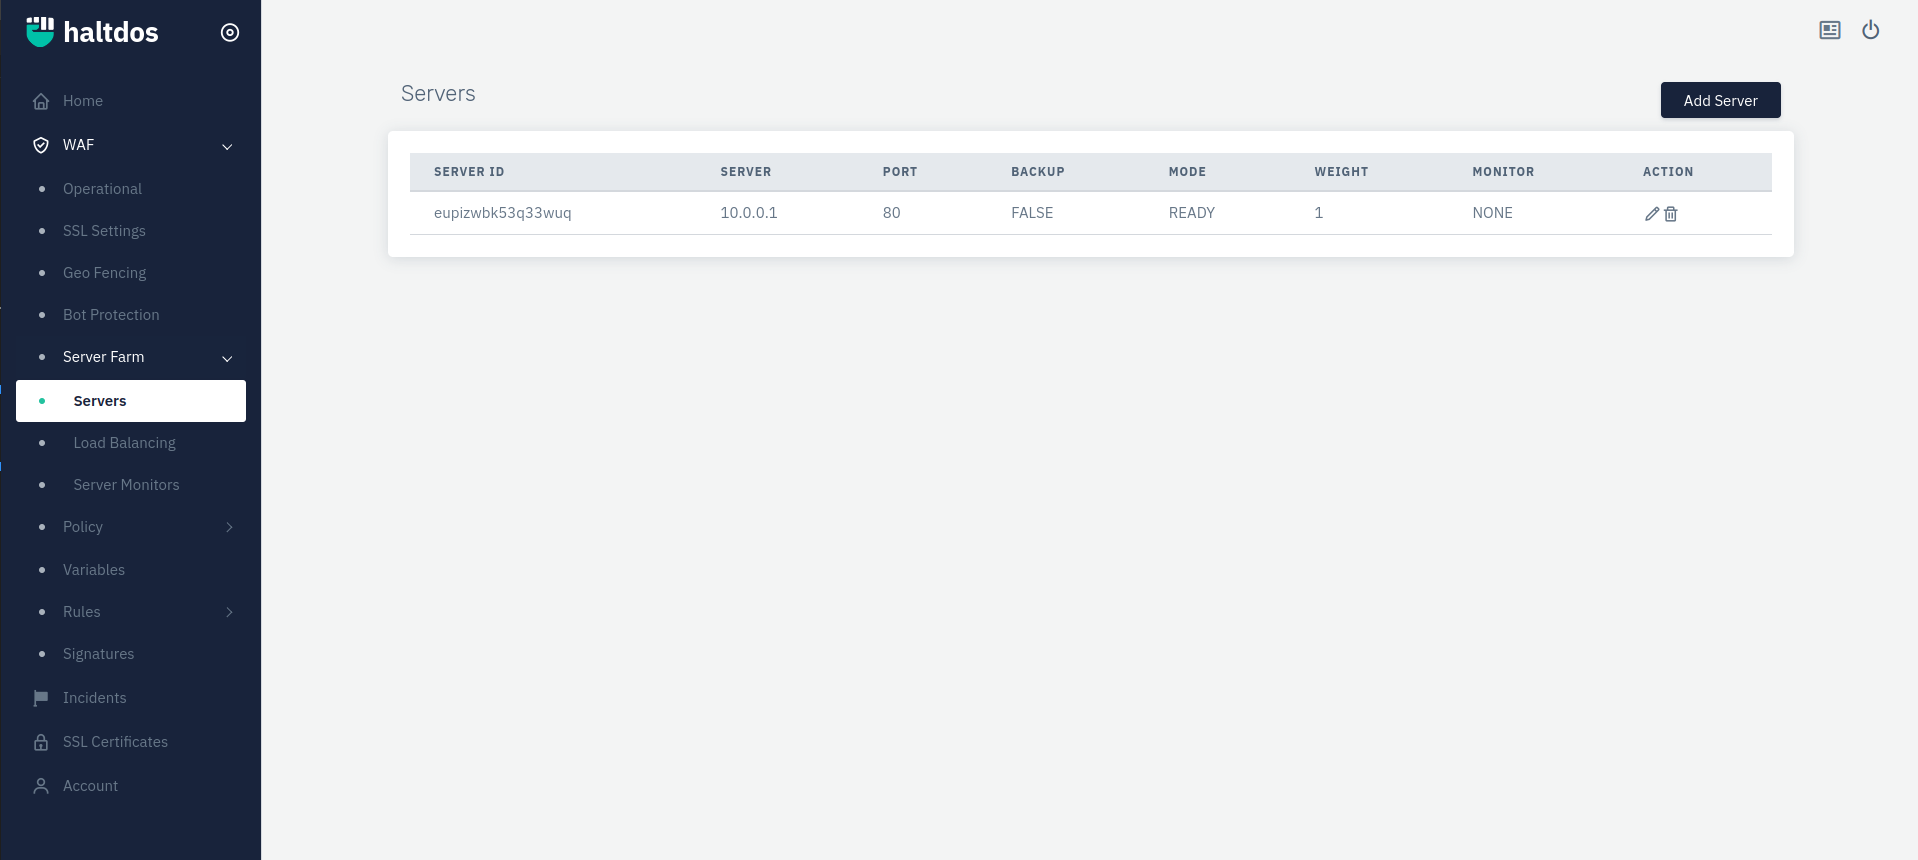 haltdos
Home
WAF
Operational
SSL Settings
Geo Fencing
Bot Protection
Server Farm
Servers
Load Balancing
Server Monitors
Policy
Variables
Rules
Signatures
Incidents
SSL Certificates
Account
Servers
Add Server
SERVER ID SERVER PORT BACKUP MODE WEIGHT MONITOR ACTION
eupizwbk53q33wuq 10.0.0.1 80 FALSE READY 1 NONE